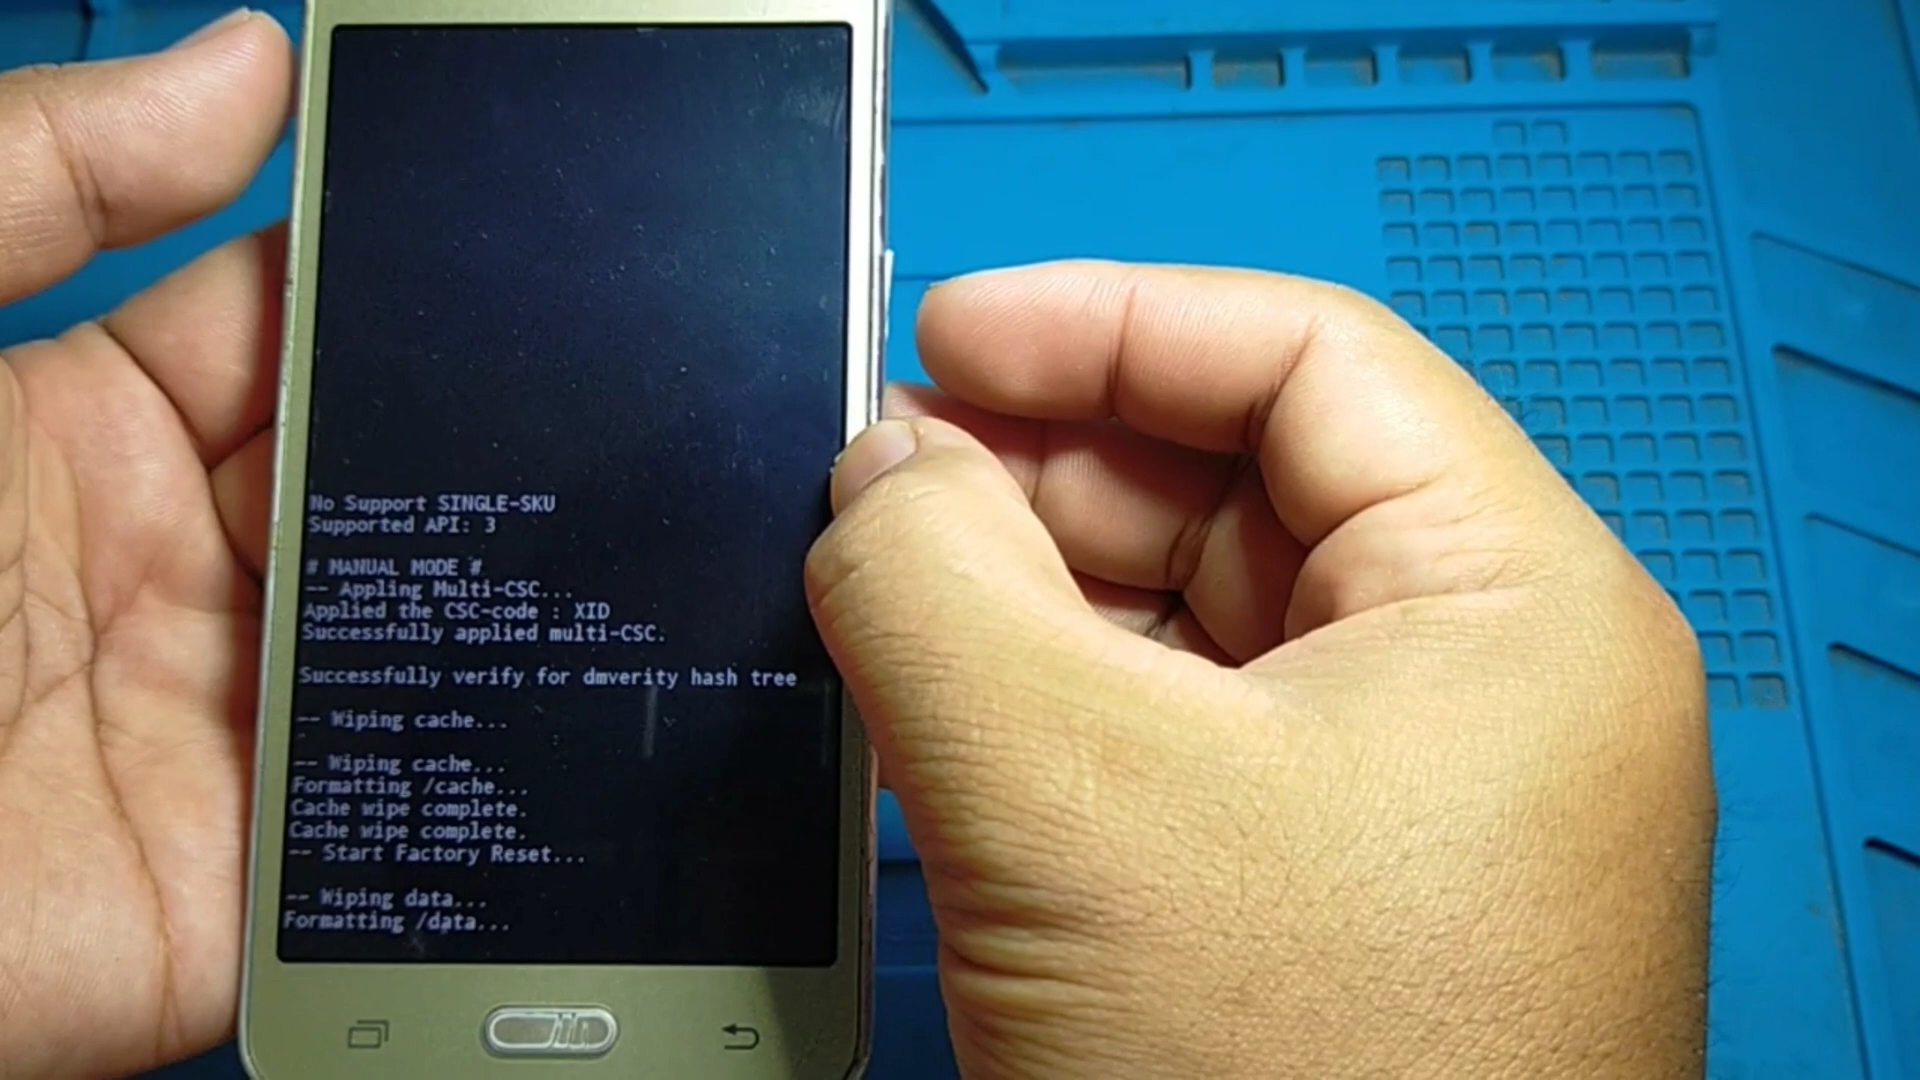 No Support SINGLE-SKU
Supported API: 3
# MANUAL MODE #
-- Appling Multi-CSC...
Applied the CSC-code : XID
Successfully applied multi-CSC.
Successfully verify for dmverity hash tree
-- Wiping cache...
-- Wiping cache...
Formatting /cache...
Cache wipe complete.
Cache wipe complete.
-- Start Factory Reset...
-- Wiping data...
Formatting /data...